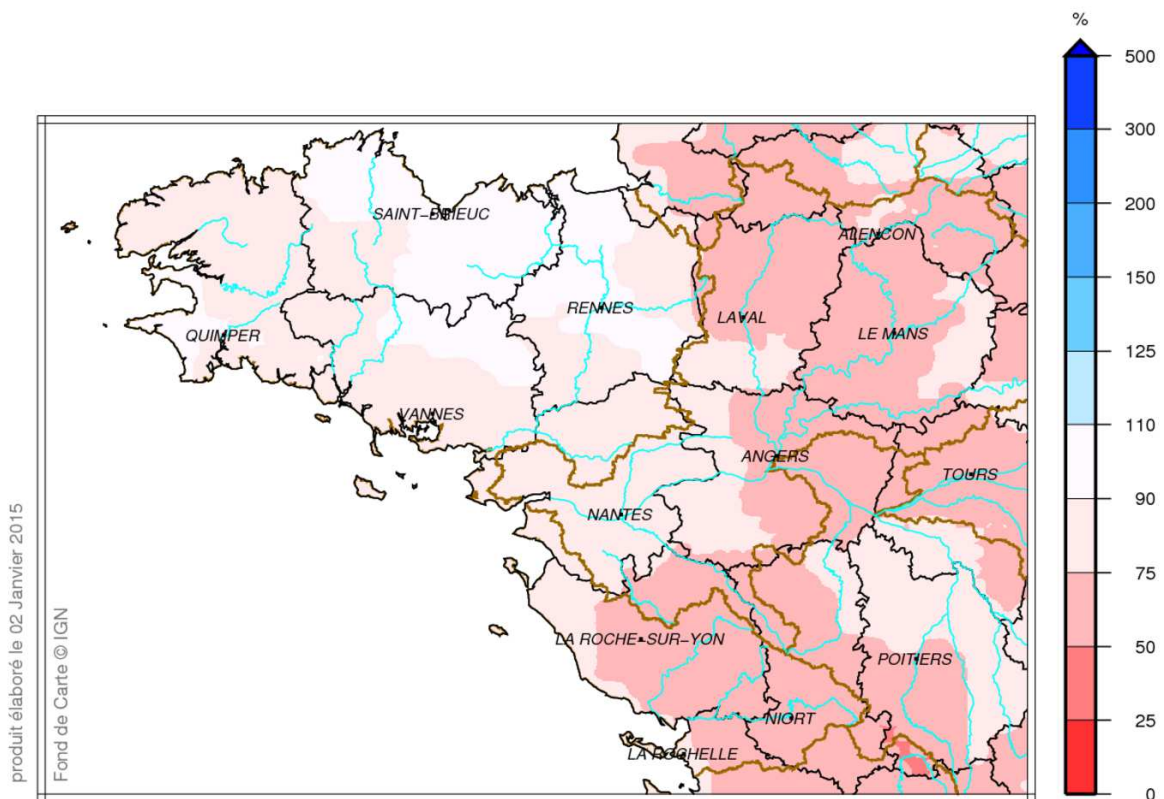 %
500
300
200
150
125
110
90
75
50
25
0
SAINT-BRIEUC
ALENCON
RENNES
LAVAL
QUIMPER
LE MANS
VANNES
ANGERS
TOURS
NANTES
LA ROCHE-SUR-YON
POITIERS
NIORT
LA ROCHELLE
produit élaboré le 02 Janvier 2015
Fond de Carte © IGN